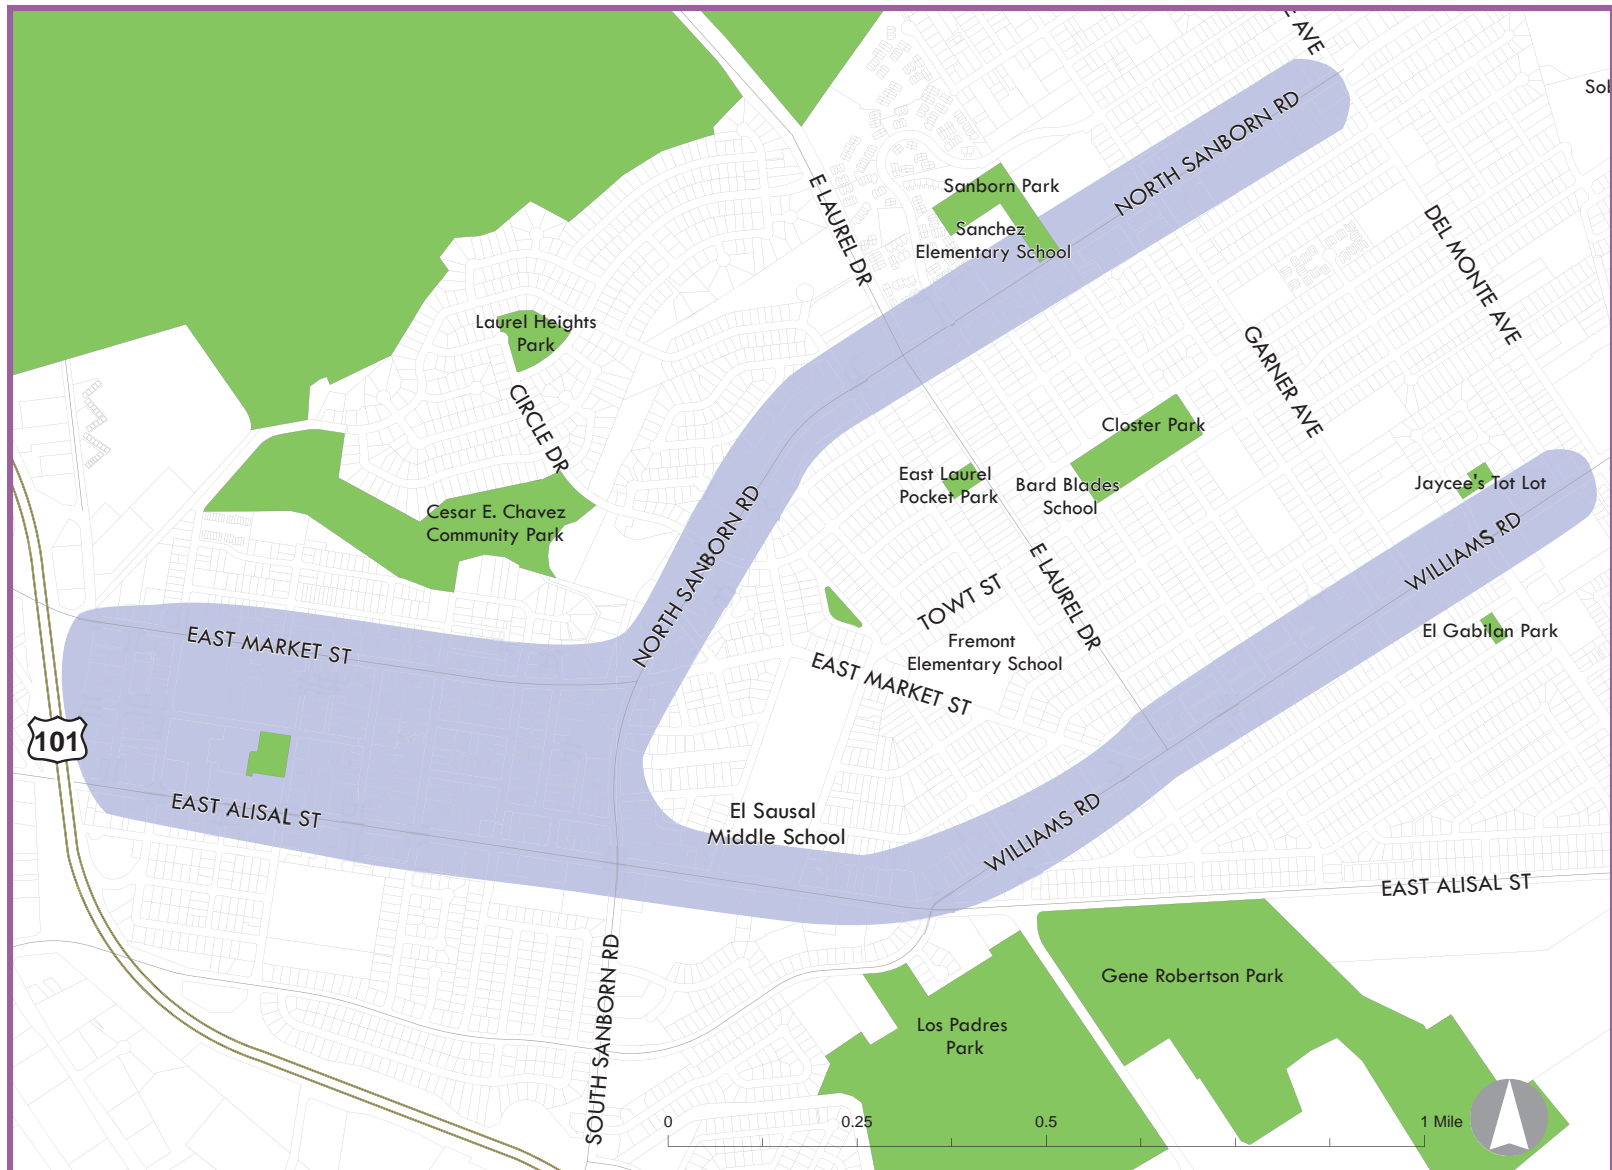 E AVE
Sol
NORTH SANBORN RD
Sanborn Park
E LAUREL DR
Sanchez
Elementary School
DEL MONTE AVE
Laurel Heights
Park
GARNER AVE
CIRCLE DR
Closter Park
East Laurel
Pocket Park
Bard Blades
School
Jaycee's Tot Lot
Cesar E. Chavez
Community Park
NORTH SANBORN RD
WILLIAMS RD
E LAUREL DR
TOWT ST
Fremont
Elementary School
El Gabilan Park
EAST MARKET ST
EAST MARKET ST
101
EAST ALISAL ST
El Sausal
Middle School
WILLIAMS RD
EAST ALISAL ST
Gene Robertson Park
SOUTH SANBORN RD
Los Padres
Park
0 0.25 0.5 1 Mile